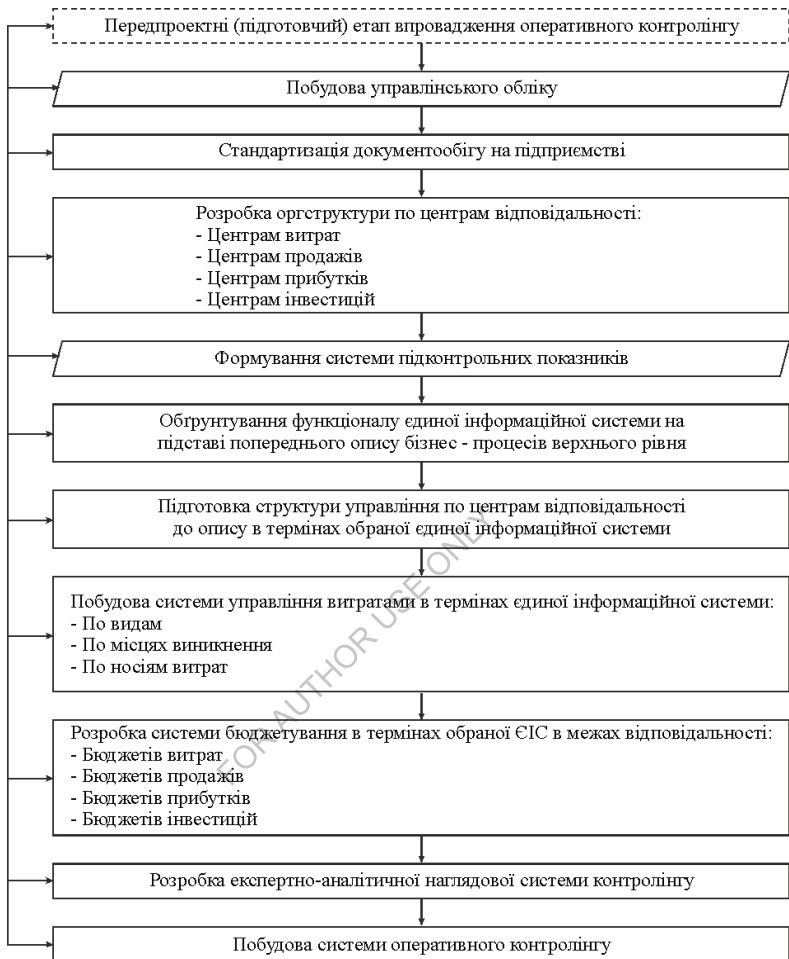 Передпроектні (підготовчий) етап впровадження оперативного контролінгу
Побудова управлінського обліку
Стандартизація документообігу на підприємстві
Розробка оргструктури по центрам відповідальності:
- Центрам витрат
- Центрам продажів
- Центрам прибутків
- Центрам інвестицій
Формування системи підконтрольних показників
Обґрунтування функціоналу єдиної інформаційної системи на
підставі попереднього опису бізнес - процесів верхнього рівня
Підготовка структури управління по центрам відповідальності
до опису в термінах обраної єдиної інформаційної системи
Побудова системи управління витратами в термінах єдиної інформаційної системи:
- По видам
- По місцях виникнення
- По носіям витрат
Розробка системи бюджетування в термінах обраної ЄІС в межах відповідальності:
- Бюджетів витрат
- Бюджетів продажів
- Бюджетів прибутків
- Бюджетів інвестицій
Розробка експертно-аналітичної наглядової системи контролінгу
Побудова системи оперативного контролінгу
FOR AUTHOR USE ONLY